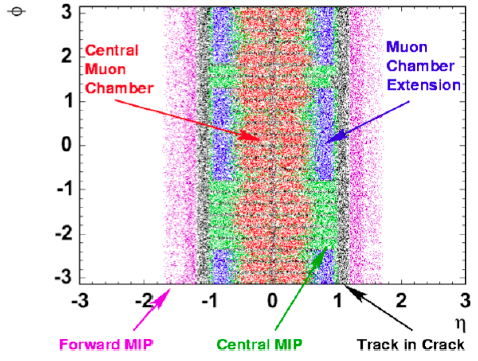 ϕ
3
2
1
0
-1
-2
-3
Central
Muon
Chamber
Muon
Chamber
Extension
-3 -2 -1 0 1 2 3
η
Forward MIP Central MIP Track in Crack